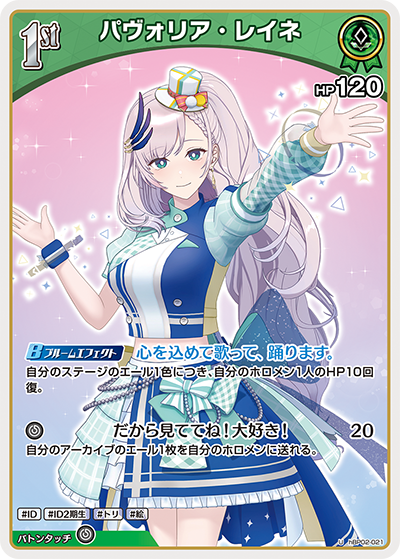 1st
パヴォリア・レイネ
HP 120
B ブルームエフェクト 心を込めて歌って、踊ります。
自分のステージのエール1色につき、自分のホロメン1人のHP10回
復。
だから見ててね！大好き！ 20
自分のアーカイブのエール1枚を自分のホロメンに送れる。
#ID #ID2期生 #トリ #絵
バトンタッチ
U hBP02-021